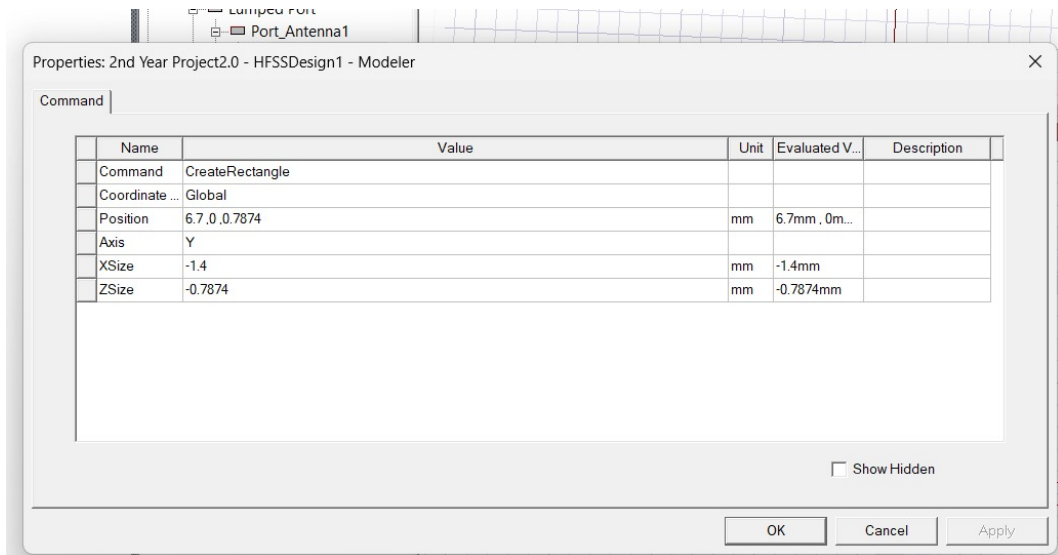 Lumped Port
Port_Antenna1
Properties: 2nd Year Project2.0 - HFSSDesign1 - Modeler
Command
Name Value Unit Evaluated V... Description
Command CreateRectangle
Coordinate ... Global
Position 6.7 ,0 ,0.7874 mm 6.7mm , 0m...
Axis Y
XSize -1.4 mm -1.4mm
ZSize -0.7874 mm -0.7874mm
Show Hidden
OK Cancel Apply